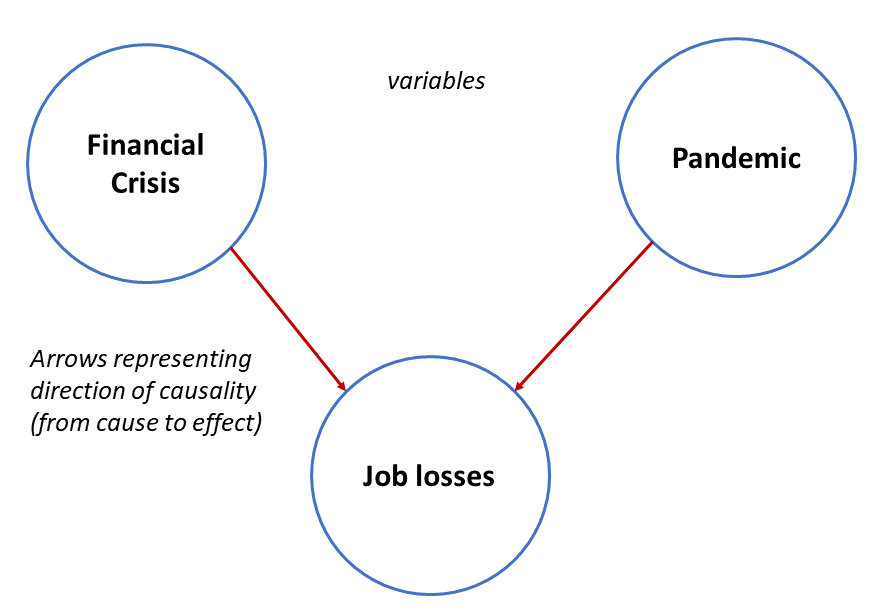 variables
Financial
Crisis
Pandemic
Arrows representing
direction of causality
(from cause to effect)
Job losses